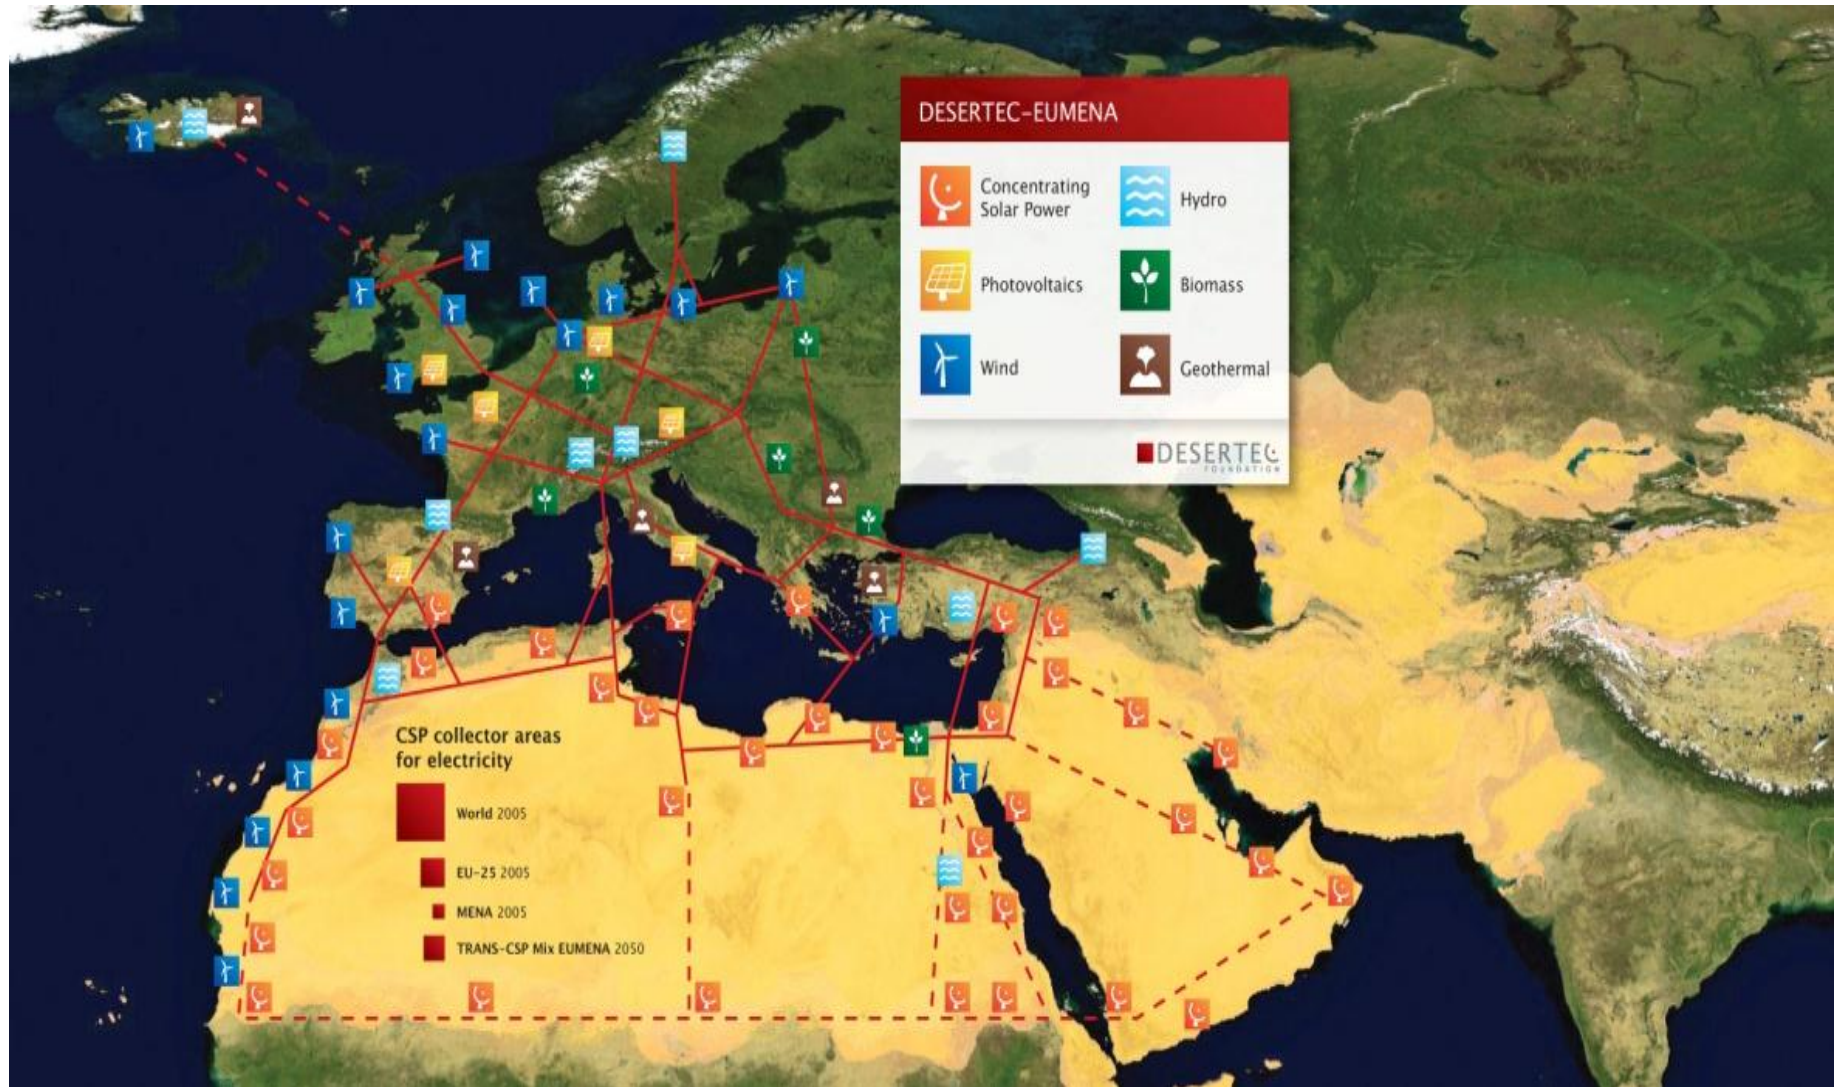 DESERTEC-EUMENA
Concentrating
Solar Power
Hydro
Photovoltaics
Biomass
Wind
Geothermal
DESERTEC
FOUNDATION
CSP collector areas
for electricity
World 2005
EU-25 2005
MENA 2005
TRANS-CSP Mix EUMENA 2050